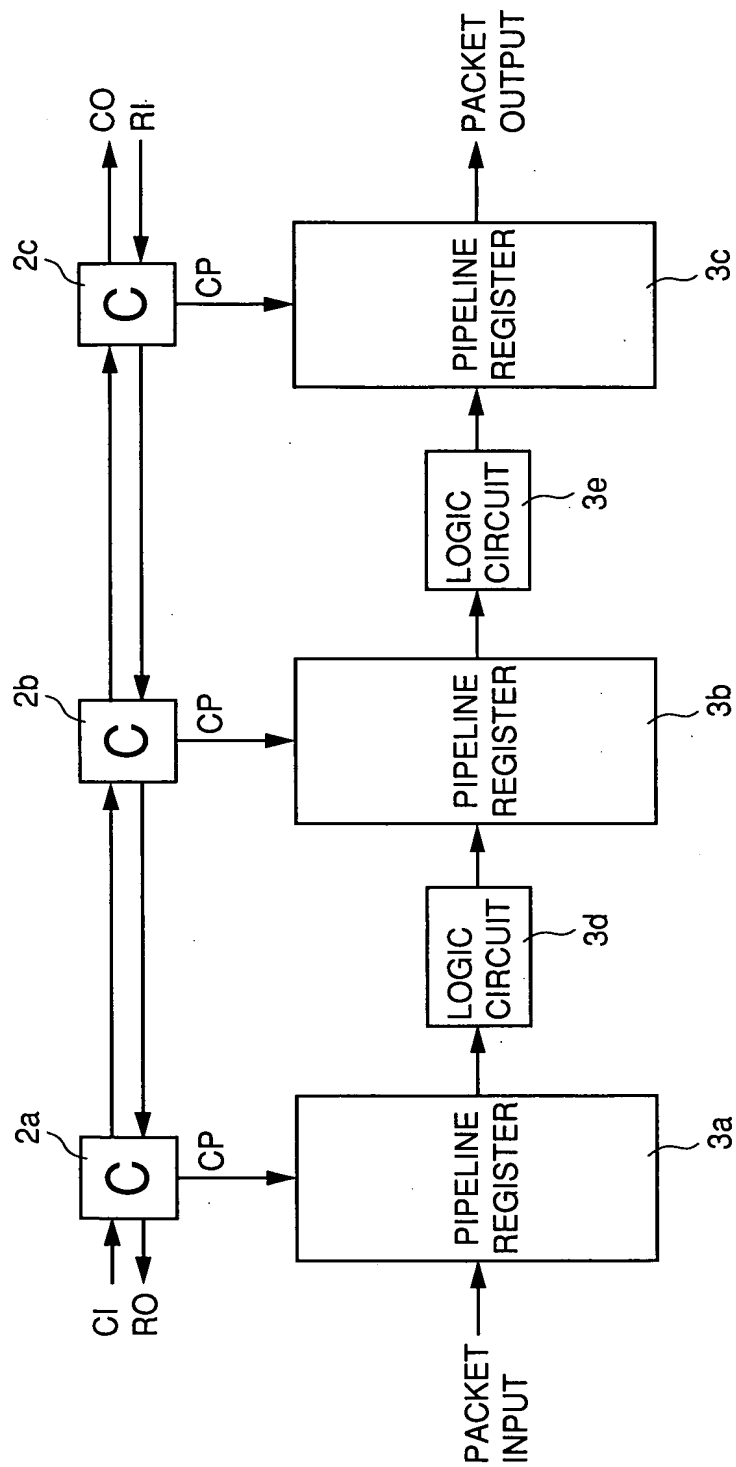 2a
2b
2c
CI
RO
C
C
C
CO
RI
CP
CP
CP
PACKET
INPUT
PIPELINE
REGISTER
LOGIC
CIRCUIT
PIPELINE
REGISTER
LOGIC
CIRCUIT
PIPELINE
REGISTER
PACKET
OUTPUT
3a
3d
3b
3e
3c